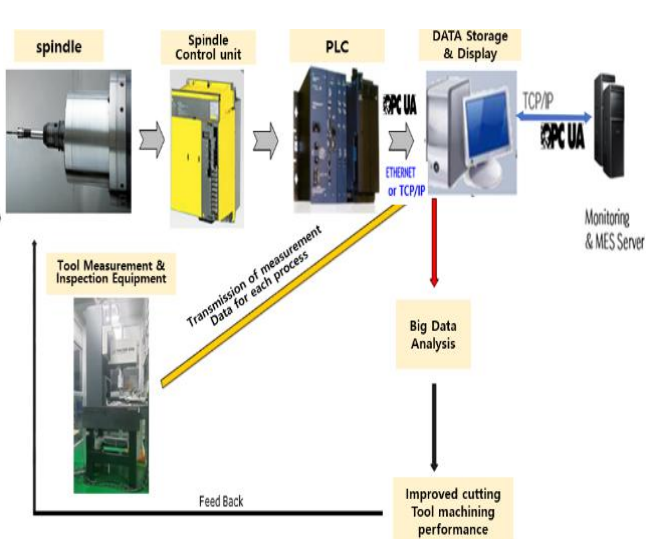 spindle
Spindle
Control unit
PLC
DATA Storage
& Display
OPC UA
ETHERNET
or TCP/IP
TCP/IP
OPC UA
Monitoring
& MES Server
Tool Measurement &
Inspection Equipment
Transmission of measurement
Data for each process
Big Data
Analysis
Feed Back
Improved cutting
Tool machining
performance